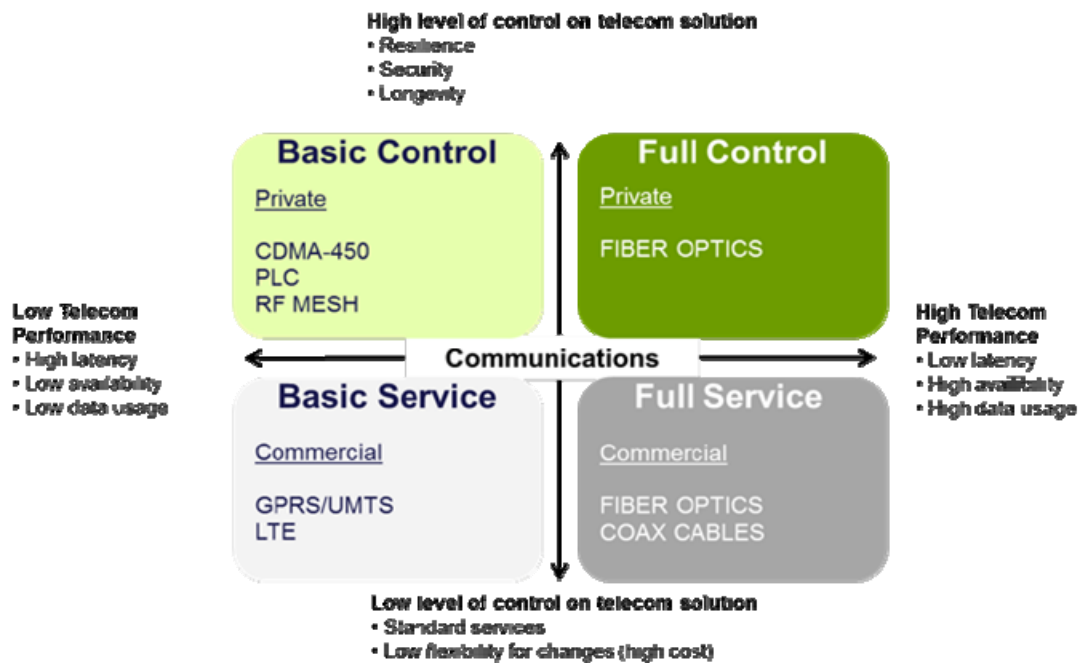 High level of control on telecom solution
• Resilience
• Security
• Longevity
Basic Control
Private
CDMA-450
PLC
RF MESH
Full Control
Private
FIBER OPTICS
Low Telecom
Performance
• High latency
• Low availability
• Low data usage
Communications
High Telecom
Performance
• Low latency
• High availability
• High data usage
Basic Service
Commercial
GPRS/UMTS
LTE
Full Service
Commercial
FIBER OPTICS
COAX CABLES
Low level of control on telecom solution
• Standard services
• Low flexibility for changes (high cost)